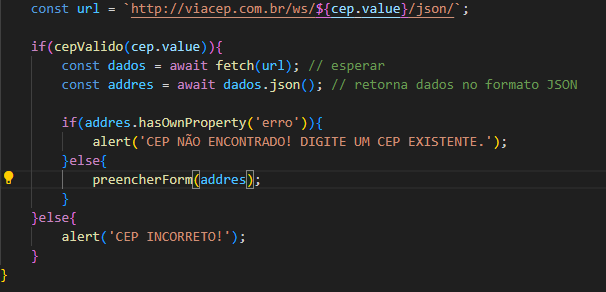 const url = `http://viacep.com.br/ws/${cep.value}/json/`;
if(cepValido(cep.value)){
const dados = await fetch(url); // esperar
const addres = await dados.json(); // retorna dados no formato JSON
if(addres.hasOwnProperty('erro')){
alert('CEP NÃO ENCONTRADO! DIGITE UM CEP EXISTENTE.');
}else{
preencherForm(addres);
}
}else{
alert('CEP INCORRETO!');
}
}